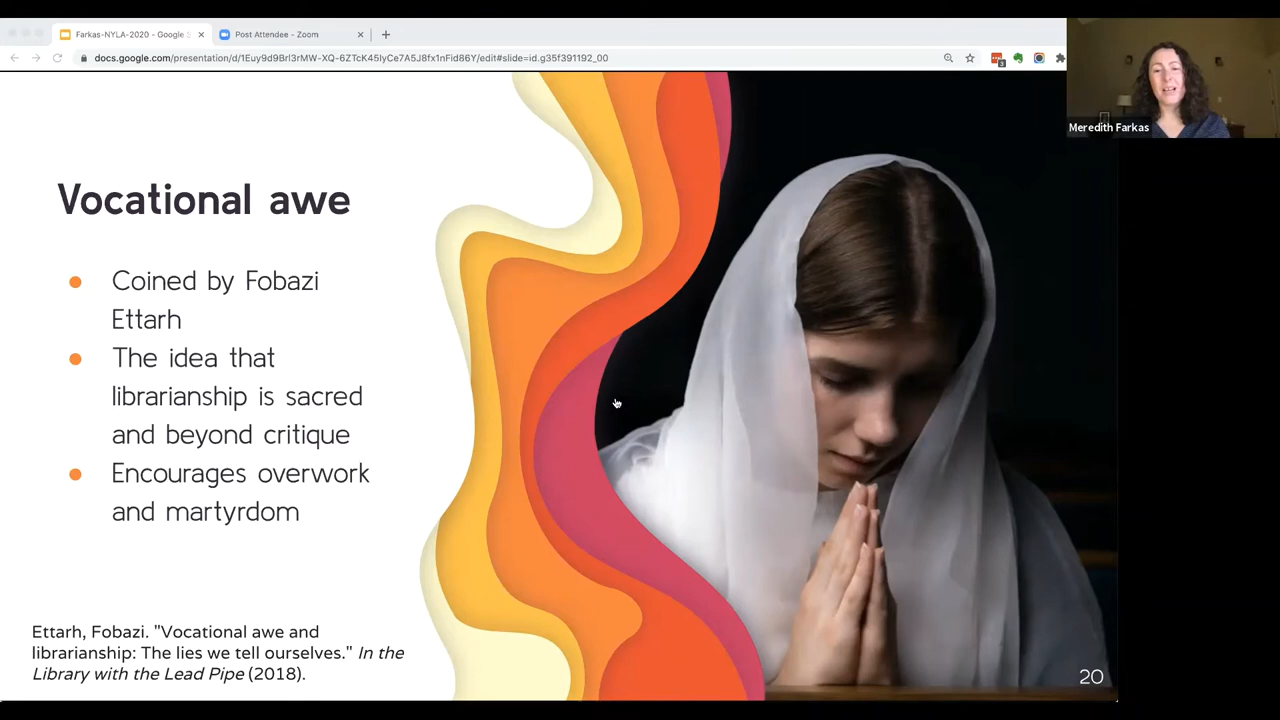 Farkas-NYLA-2020 - Google
Post Attendee - Zoom
docs.google.com/presentation/d/1Euy9d9Brl3rMW-XQ-6ZTcK45IyCe7A5J8fx1nFid86Y/edit#slide=id.g35f391192_00
Meredith Farkas
Vocational awe
● Coined by Fobazi
Ettarh
● The idea that
librarianship is sacred
and beyond critique
● Encourages overwork
and martyrdom
Ettarh, Fobazi. "Vocational awe and
librarianship: The lies we tell ourselves." In the
Library with the Lead Pipe (2018).
20